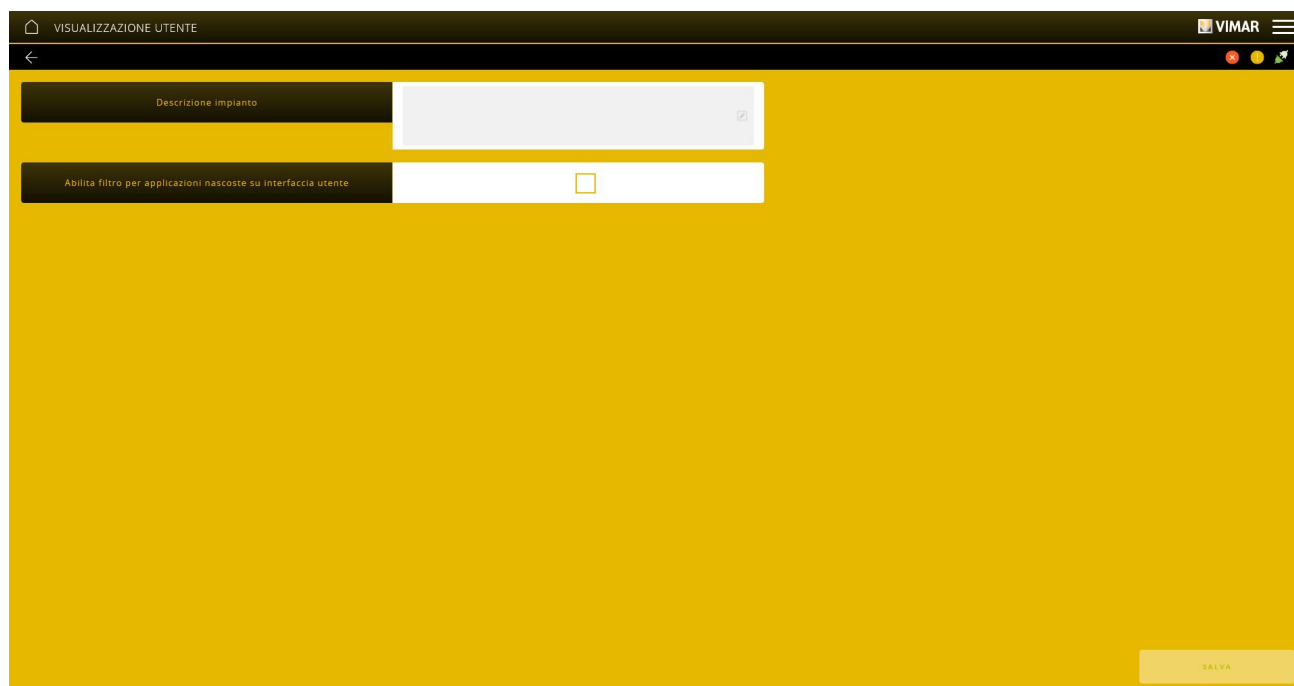 VISUALIZZAZIONE UTENTE
VIMAR
Descrizione impianto
Abilita filtro per applicazioni nascoste su interfaccia utente
SALVA